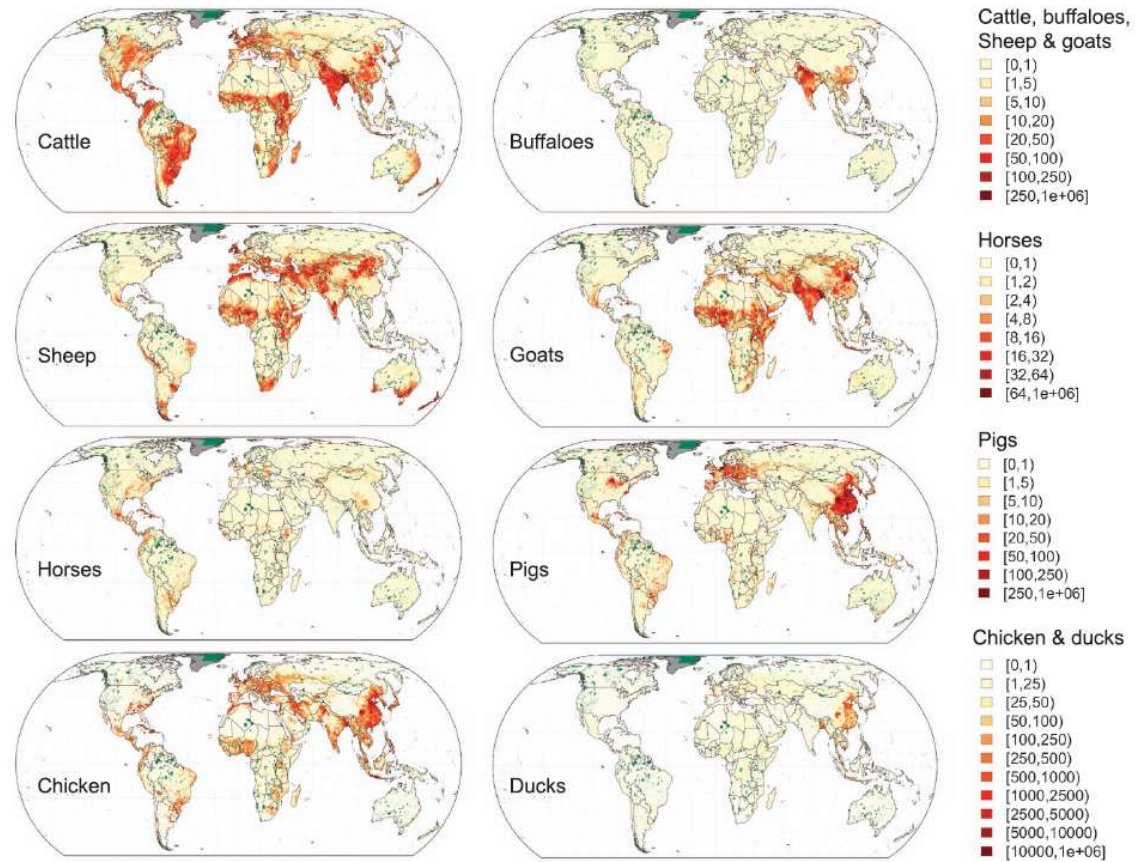 Cattle
Buffaloes
Sheep
Goats
Horses
Pigs
Chicken
Ducks
Cattle, buffaloes,
Sheep & goats
[0,1)
[1,5)
[5,10)
[10,20)
[20,50)
[50,100)
[100,250)
[250,1e+06]
Horses
[0,1)
[1,2)
[2,4)
[4,8)
[8,16)
[16,32)
[32,64)
[64,1e+06]
Pigs
[0,1)
[1,5)
[5,10)
[10,20)
[20,50)
[50,100)
[100,250)
[250,1e+06]
Chicken & ducks
[0,1)
[1,25)
[25,50)
[50,100)
[100,250)
[250,500)
[500,1000)
[1000,2500)
[2500,5000)
[5000,10000)
[10000,1e+06]